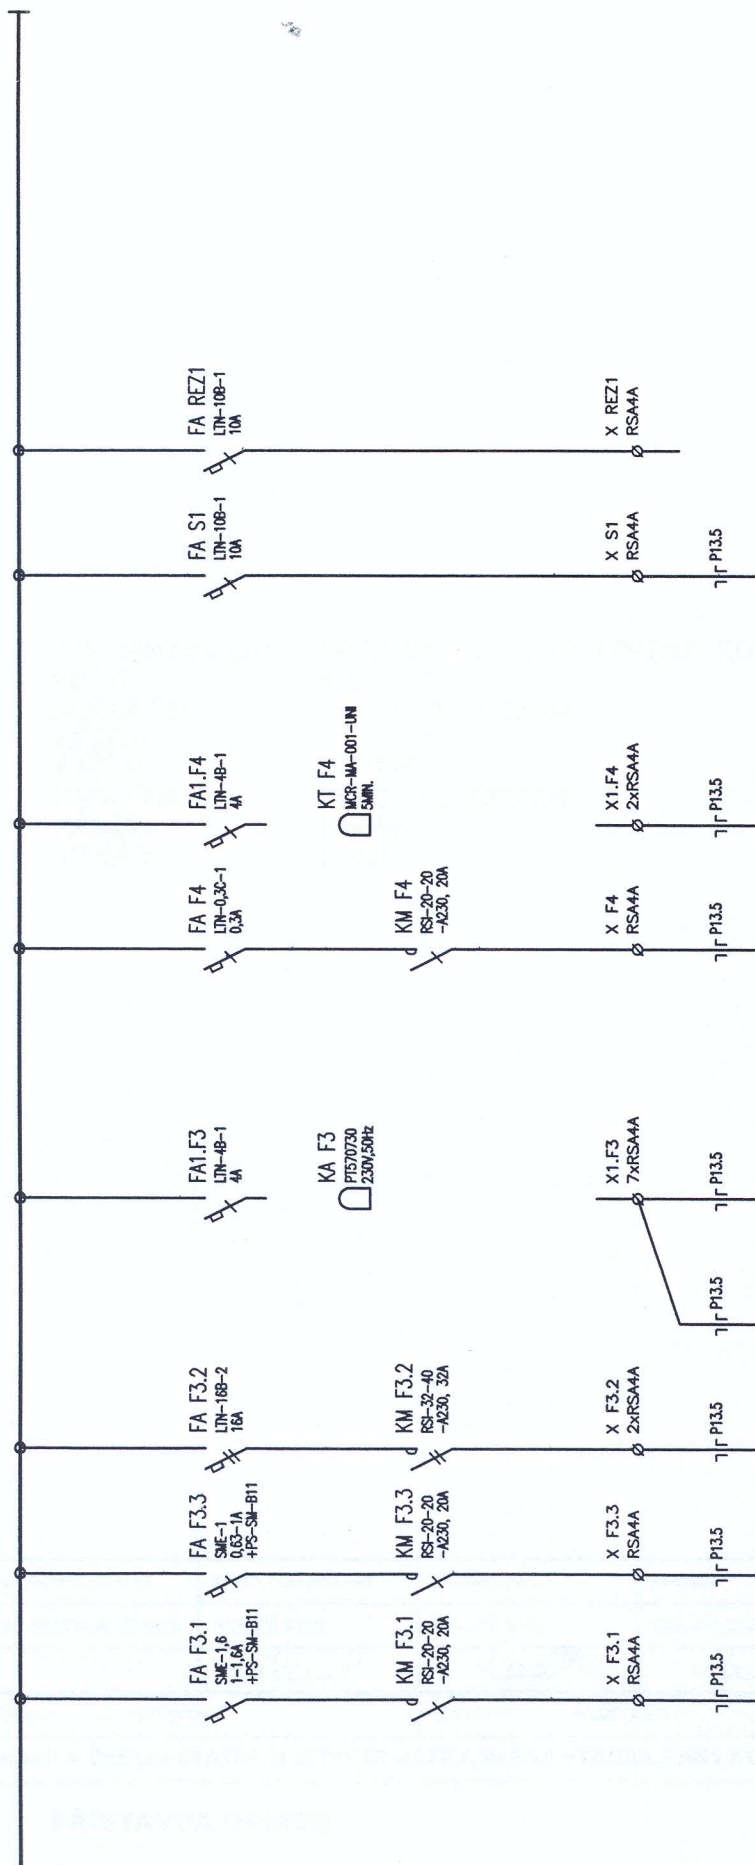 FA F3.1
SME-1,6
1-1,6A
+PS-SM-B11
KM F3.1
RSI-20-20
-A230, 20A
X F3.1
RSA4A
P13.5
FA F3.3
SME-1
0,63-1A
+PS-SM-B11
KM F3.3
RSI-20-20
-A230, 20A
X F3.3
RSA4A
P13.5
FA F3.2
LTN-16B-2
16A
KM F3.2
RSI-32-40
-A230, 32A
X F3.2
2xRSA4A
P13.5
P13.5
FA1.F3
LTN-4B-1
4A
KA F3
PT570730
230V,50Hz
X1.F3
7xRSA4A
P13.5
FA F4
LTN-0,3C-1
0,3A
KM F4
RSI-20-20
-A230, 20A
X F4
RSA4A
P13.5
FA1.F4
LTN-4B-1
4A
KT F4
MCR-MA-001-UNI
5MIN.
X1.F4
2xRSA4A
P13.5
FA S1
LTN-10B-1
10A
X S1
RSA4A
P13.5
FA REZ1
LTN-10B-1
10A
X REZ1
RSA4A